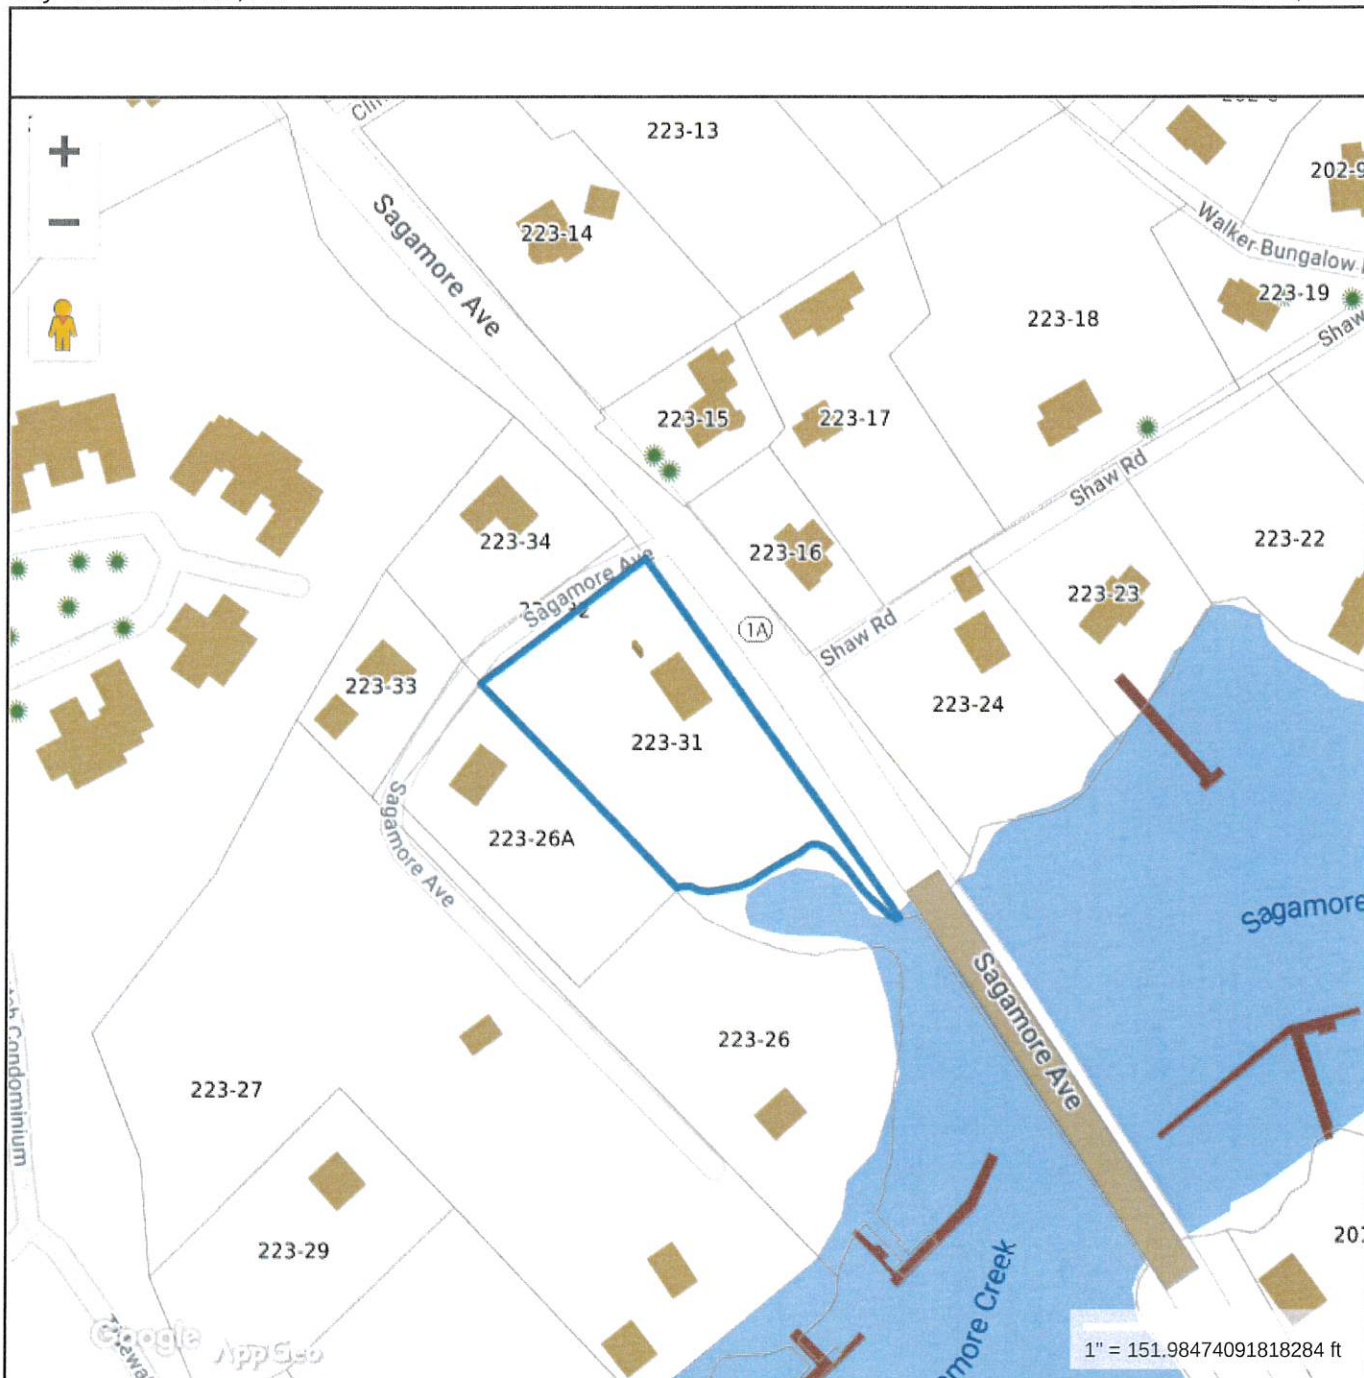 223-13
202-9
Sagamore Ave
223-14
Walker Bungalow
223-19
223-18
Shaw
223-15
223-17
Shaw Rd
223-34
223-16
223-22
Sagamore Ave
1A
223-23
Shaw Rd
223-33
223-24
223-31
Sagamore Ave
223-26A
Sagamore
Sagamore Ave
223-26
Condominium
223-27
223-29
Creek
Google
AppGeo
1" = 151.98474091818284 ft